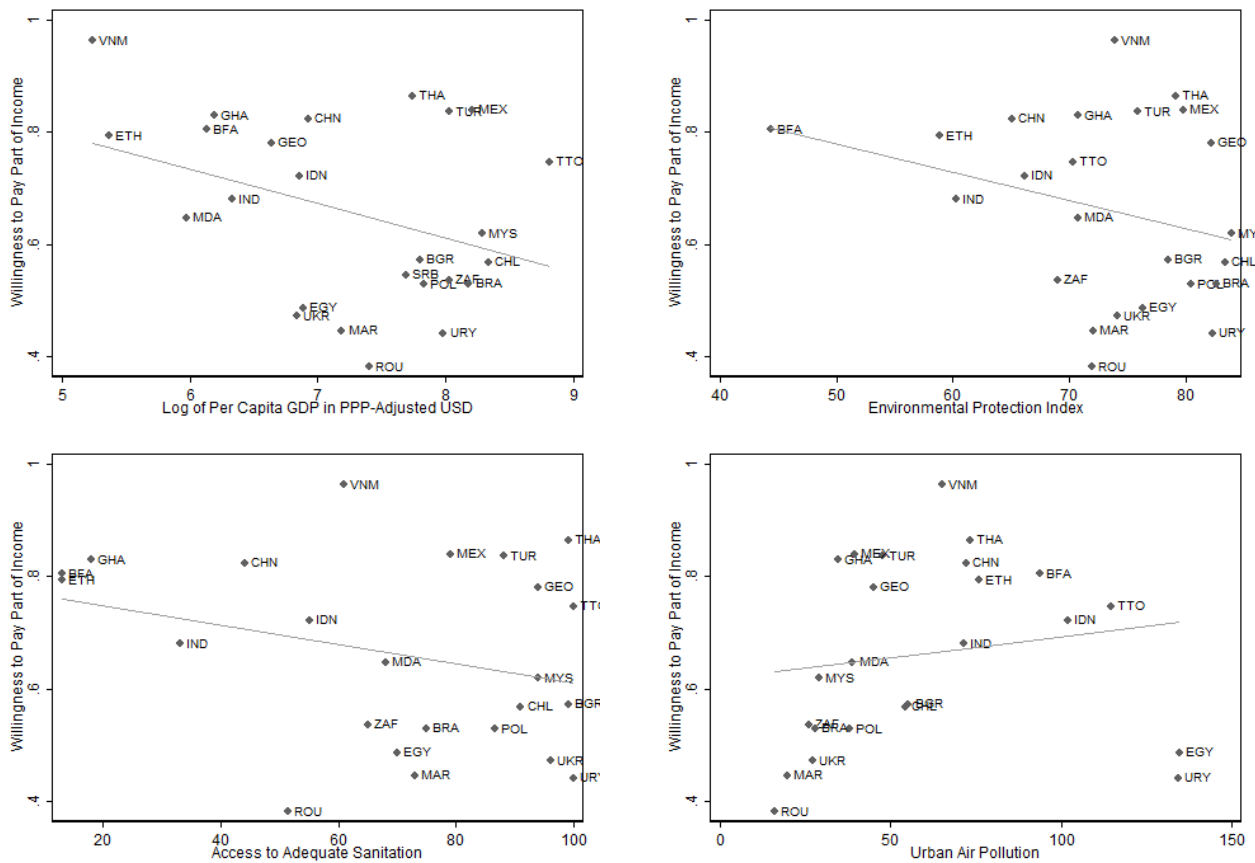 Willingness to Pay Part of Income
1
.8
.6
.4
VNM
THA
MEX
TUR
GHA
CHN
BFA
ETH
GEO
TTO
IDN
IND
MDA
MYS
BGR
CHL
SRB
ZAF
POL
BRA
EGY
UKR
MAR
URY
ROU
5 6 7 8 9
Log of Per Capita GDP in PPP-Adjusted USD
Willingness to Pay Part of Income
1
.8
.6
.4
VNM
THA
MEX
TUR
GHA
CHN
BFA
ETH
GEO
TTO
IDN
IND
MDA
MY
BGR
CHL
ZAF
POL
BRA
EGY
UKR
MAR
URY
ROU
40 50 60 70 80
Environmental Protection Index
Willingness to Pay Part of Income
1
.8
.6
.4
VNM
THA
MEX
TUR
GHA
CHN
BFA
ETH
GEO
TTO
IDN
IND
MDA
MYS
BGR
CHL
ZAF
BRA
POL
EGY
UKR
MAR
URY
ROU
20 40 60 80 100
Access to Adequate Sanitation
Willingness to Pay Part of Income
1
.8
.6
.4
VNM
THA
MEX
TUR
GHA
CHN
BFA
ETH
GEO
TTO
IDN
IND
MDA
MYS
BGR
CHL
ZAF
BRA
POL
EGY
UKR
MAR
URY
ROU
0 50 100 150
Urban Air Pollution